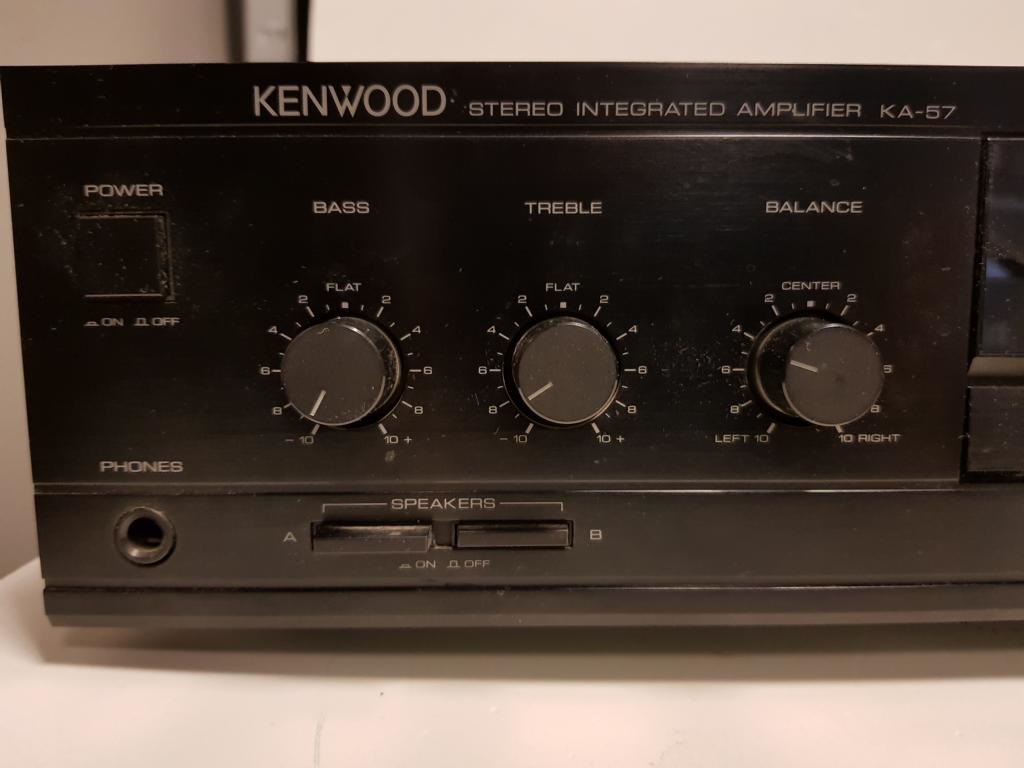 KENWOOD STEREO INTEGRATED AMPLIFIER KA-57
POWER
ON OFF
BASS
FLAT
2 2
4 4
6 6
8 8
- 10 10 +
TREBLE
FLAT
2 2
4 4
6 6
8 8
- 10 10 +
BALANCE
CENTER
2 2
4 4
6
8 8
LEFT 10 10 RIGHT
PHONES
SPEAKERS
A B
ON OFF